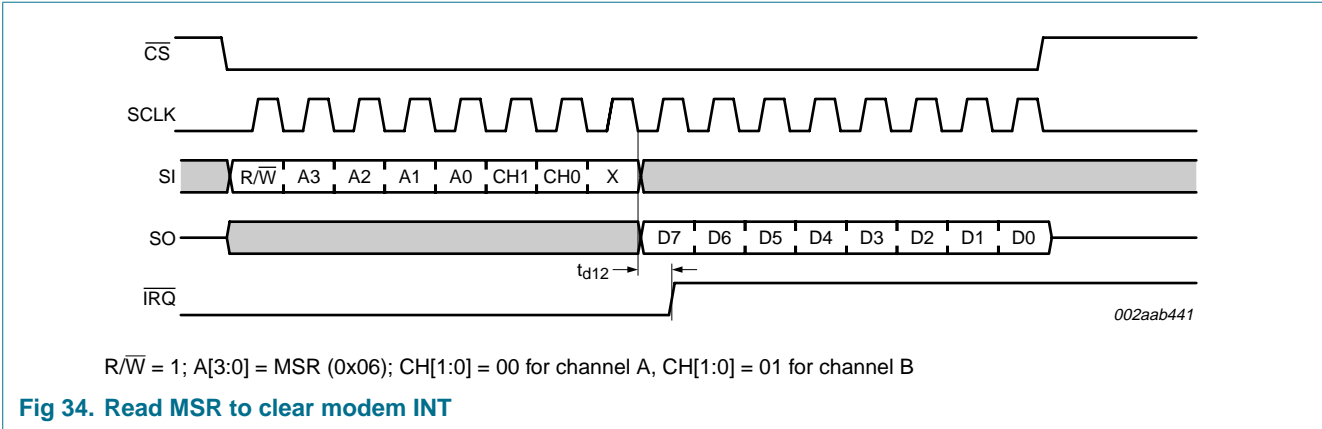 C̅S̅
SCLK
SI R/W̅ A3 A2 A1 A0 CH1 CH0 X
SO D7 D6 D5 D4 D3 D2 D1 D0
td12
I̅R̅Q̅
002aab441
R/W̅ = 1; A[3:0] = MSR (0x06); CH[1:0] = 00 for channel A, CH[1:0] = 01 for channel B
Fig 34. Read MSR to clear modem INT